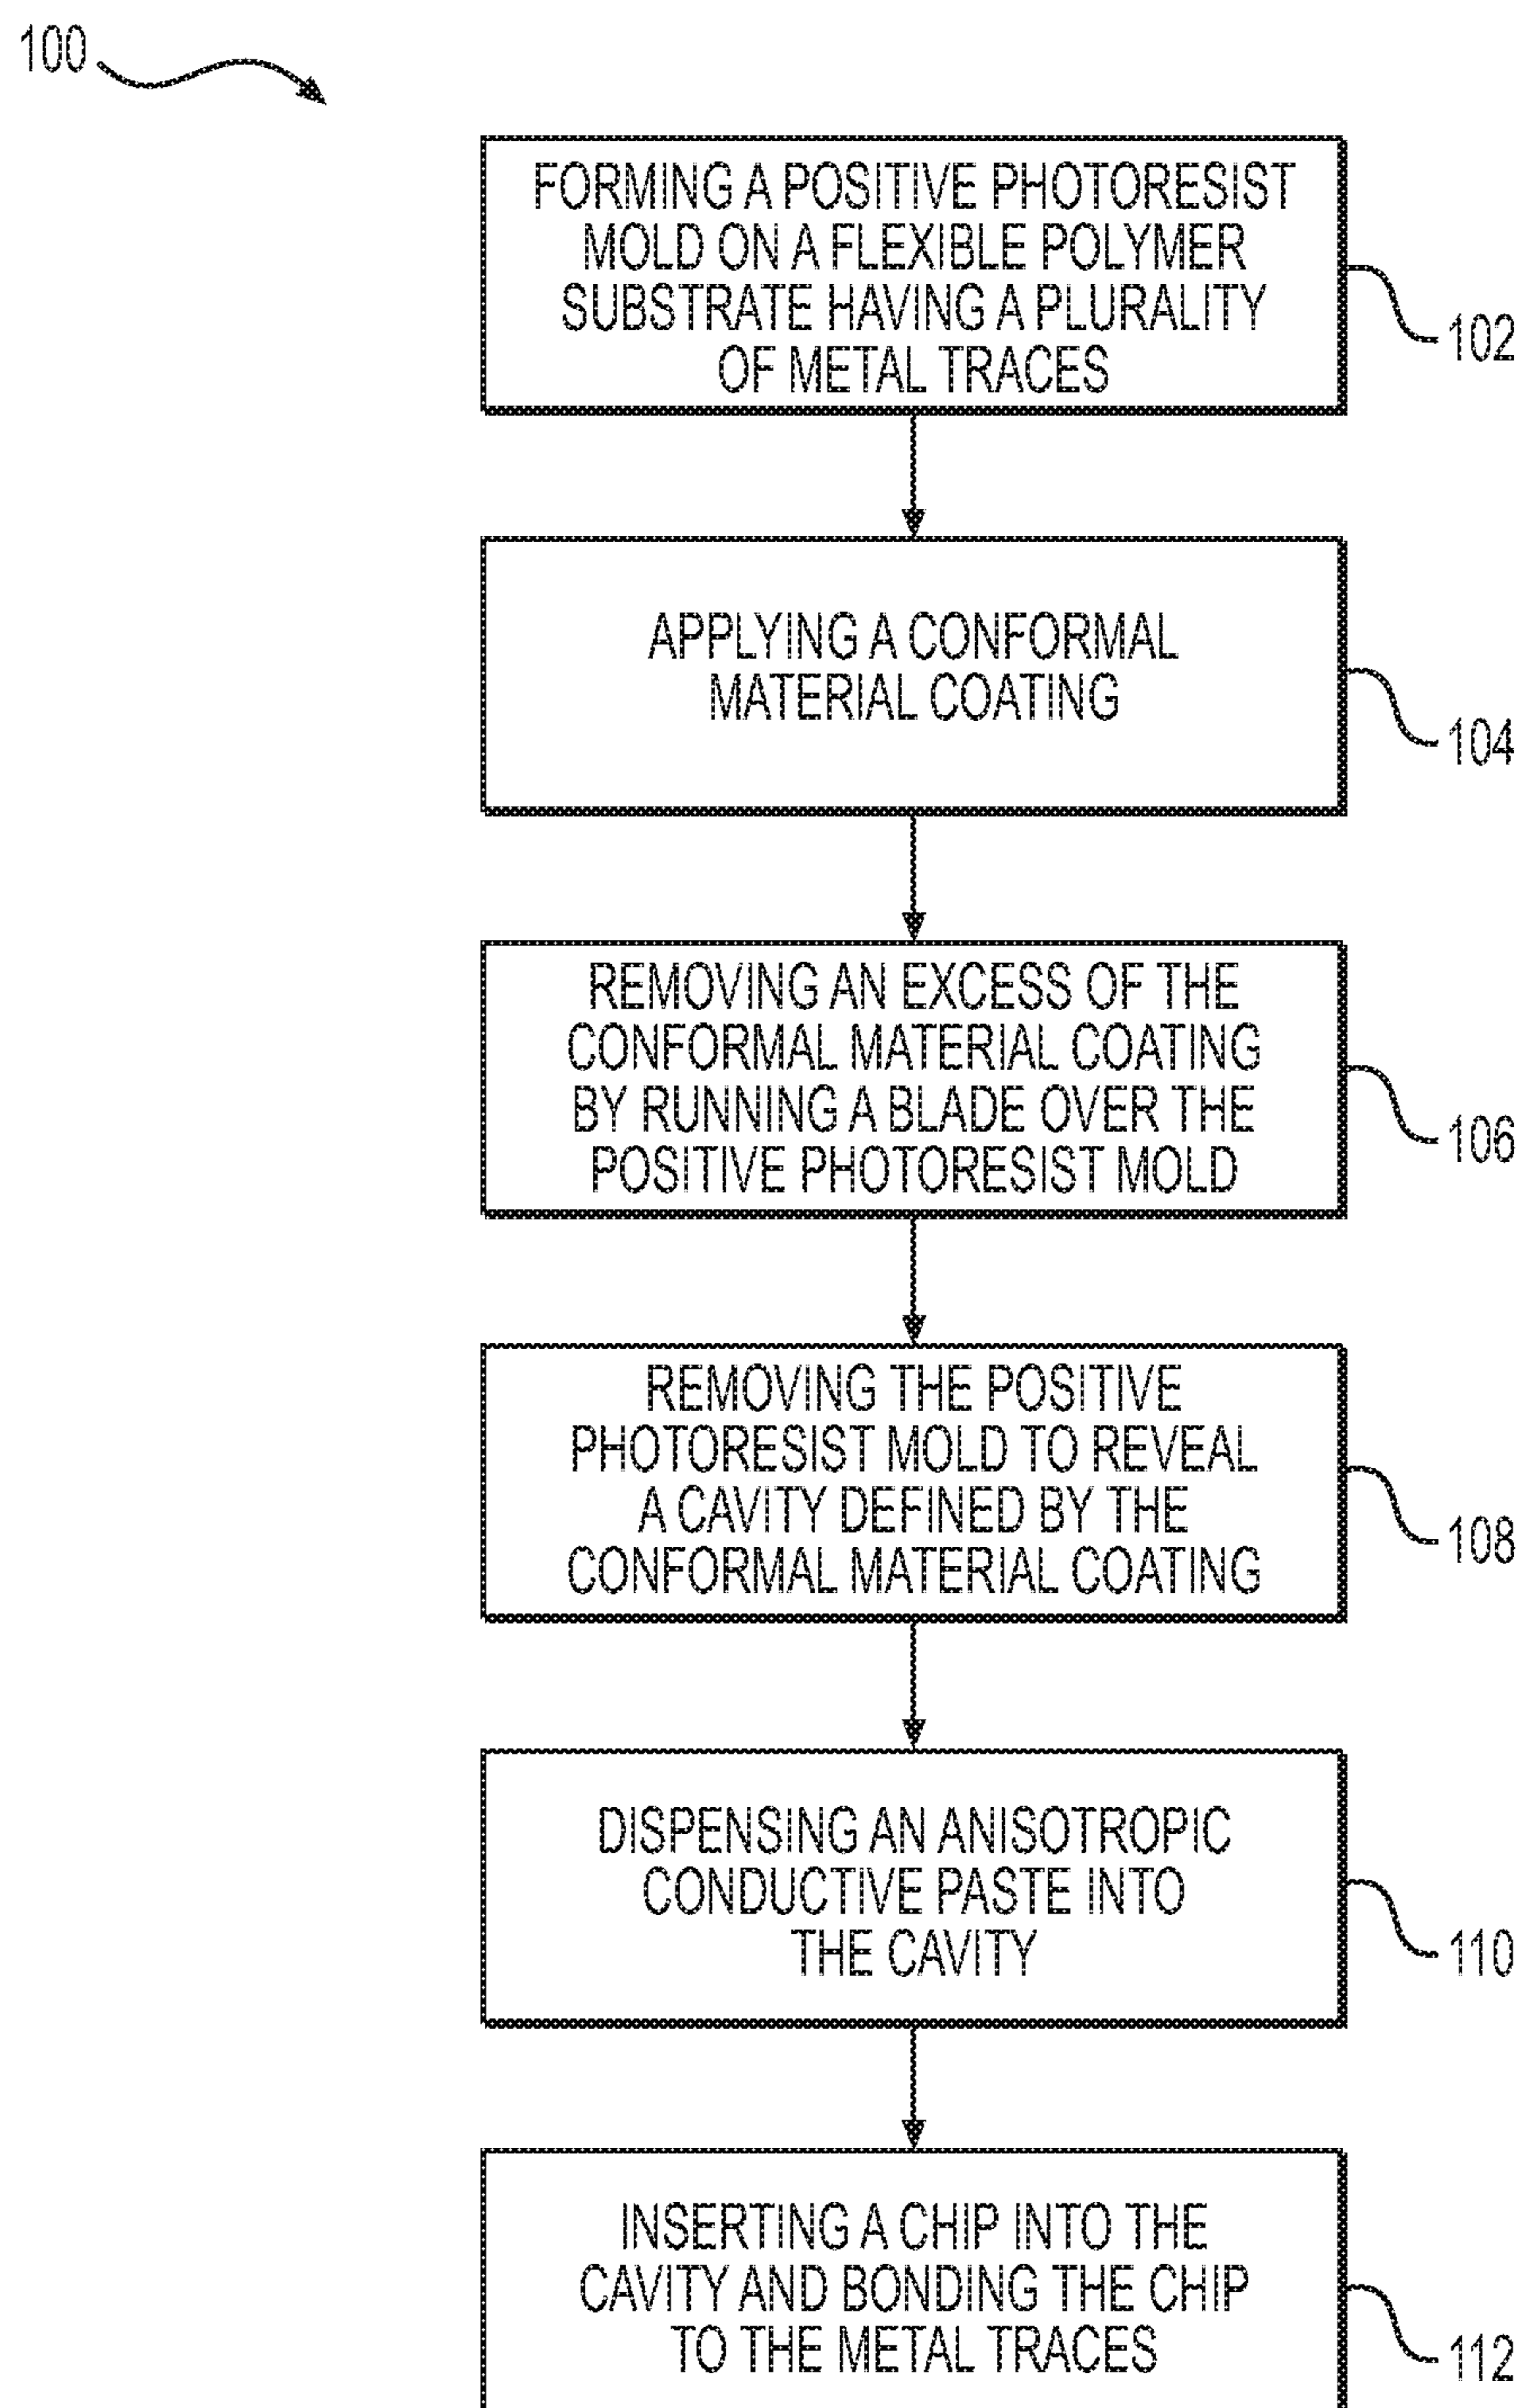 100
FORMING A POSITIVE PHOTORESIST
MOLD ON A FLEXIBLE POLYMER
SUBSTRATE HAVING A PLURALITY
OF METAL TRACES
102
APPLYING A CONFORMAL
MATERIAL COATING
104
REMOVING AN EXCESS OF THE
CONFORMAL MATERIAL COATING
BY RUNNING A BLADE OVER THE
POSITIVE PHOTORESIST MOLD
106
REMOVING THE POSITIVE
PHOTORESIST MOLD TO REVEAL
A CAVITY DEFINED BY THE
CONFORMAL MATERIAL COATING
108
DISPENSING AN ANISOTROPIC
CONDUCTIVE PASTE INTO
THE CAVITY
110
INSERTING A CHIP INTO THE
CAVITY AND BONDING THE CHIP
TO THE METAL TRACES
112